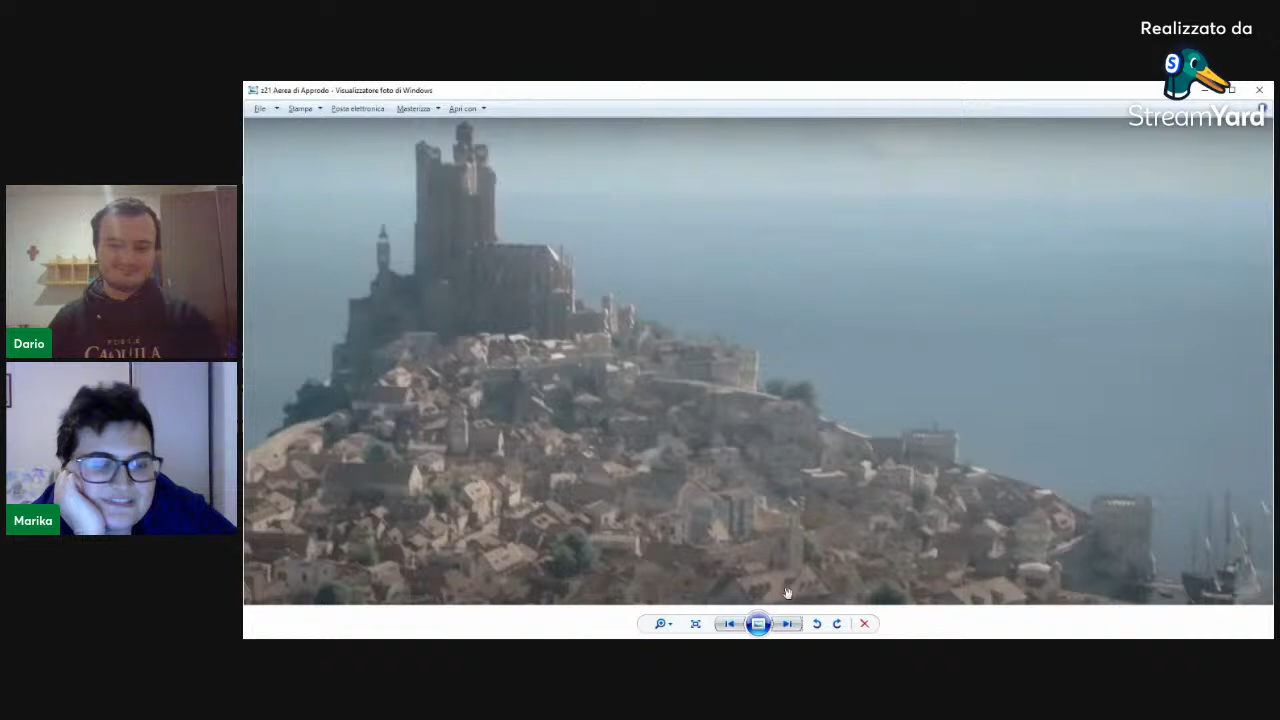 Realizzato da
StreamYard
z21 Aerea di Approdo - Visualizzatore foto di Windows
File Stampa Posta elettronica Masterizza Apri con
Dario
Marika